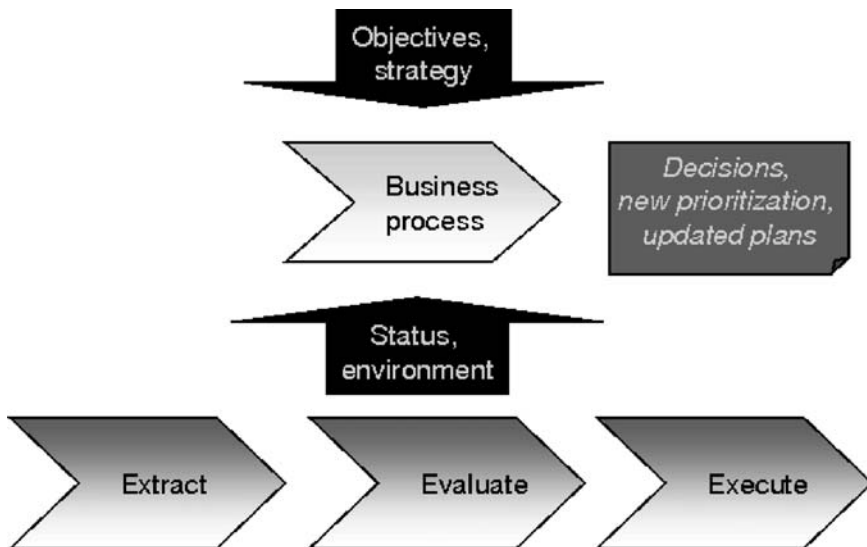 Objectives,
strategy
Business
process
Decisions,
new prioritization,
updated plans
Status,
environment
Extract
Evaluate
Execute